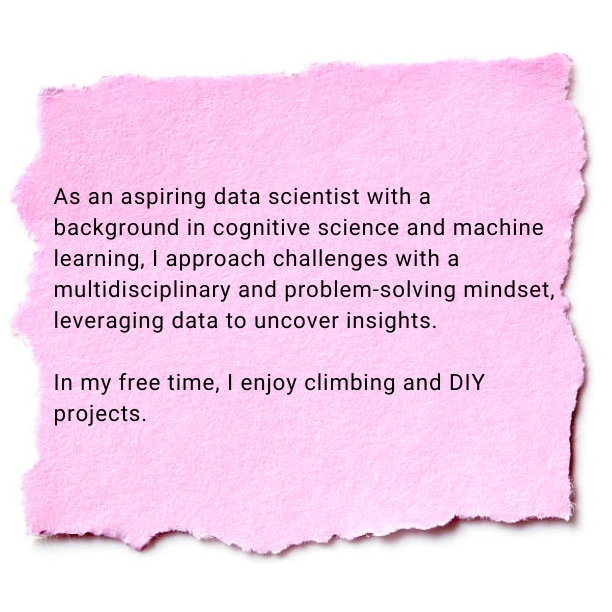 As an aspiring data scientist with a
background in cognitive science and machine
learning, I approach challenges with a
multidisciplinary and problem-solving mindset,
leveraging data to uncover insights.
In my free time, I enjoy climbing and DIY
projects.